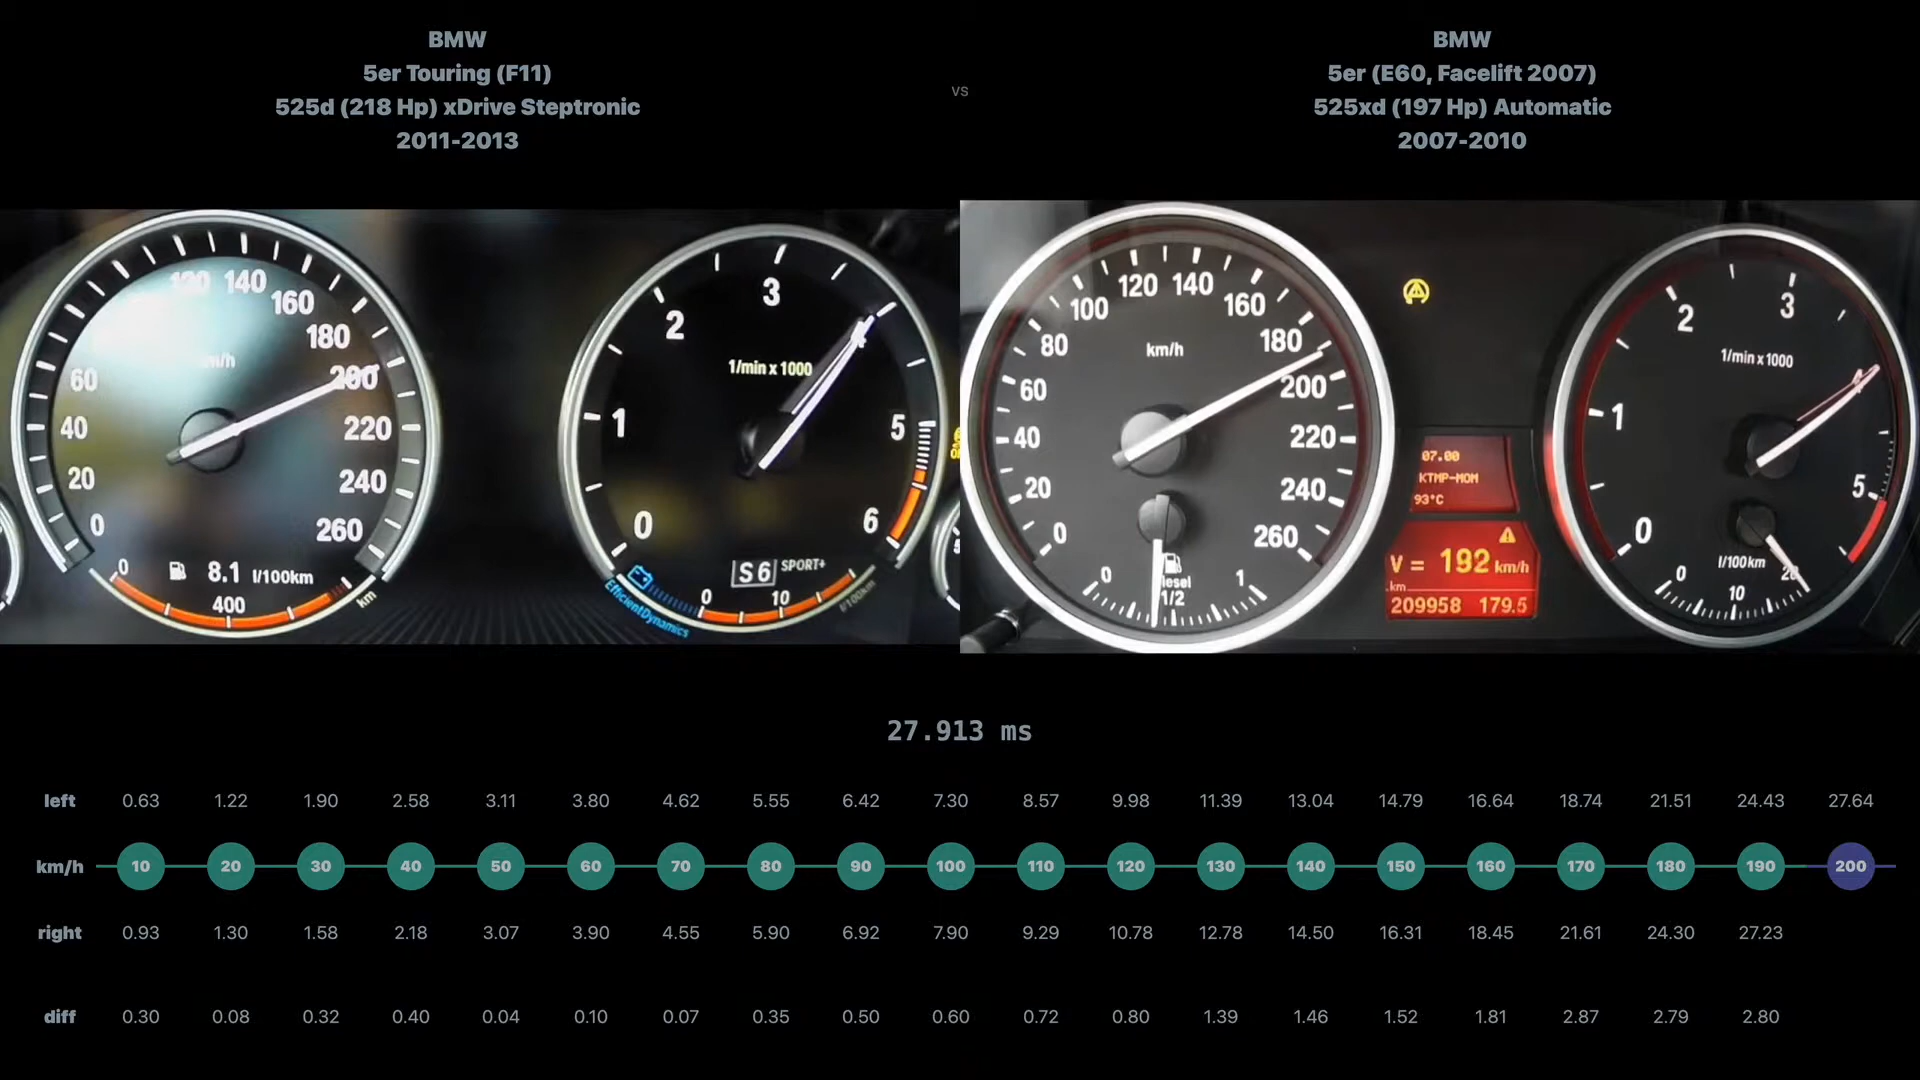 BMW
5er Touring (F11)
525d (218 Hp) xDrive Steptronic
2011-2013
vs
BMW
5er (E60, Facelift 2007)
525xd (197 Hp) Automatic
2007-2010
0 20 40 60 140 160 180 200 220 240 260
km/h
0 8.1 l/100km
400
km
0 1 2 3 4 5 6
1/min x 1000
S 6 SPORT+
EfficientDynamics
0 10
l/100km
0 20 40 60 80 100 120 140 160 180 200 220 240 260
km/h
0 1/2 1
07.00
KTMP-MOM
93°C
V = 192 km/h
km
209958 179.5
0 1 2 3 4 5
1/min x 1000
l/100km
0 10 20
27.913 ms
left 0.63 1.22 1.90 2.58 3.11 3.80 4.62 5.55 6.42 7.30 8.57 9.98 11.39 13.04 14.79 16.64 18.74 21.51 24.43 27.64
km/h 10 20 30 40 50 60 70 80 90 100 110 120 130 140 150 160 170 180 190 200
right 0.93 1.30 1.58 2.18 3.07 3.90 4.55 5.90 6.92 7.90 9.29 10.78 12.78 14.50 16.31 18.45 21.61 24.30 27.23
diff 0.30 0.08 0.32 0.40 0.04 0.10 0.07 0.35 0.50 0.60 0.72 0.80 1.39 1.46 1.52 1.81 2.87 2.79 2.80